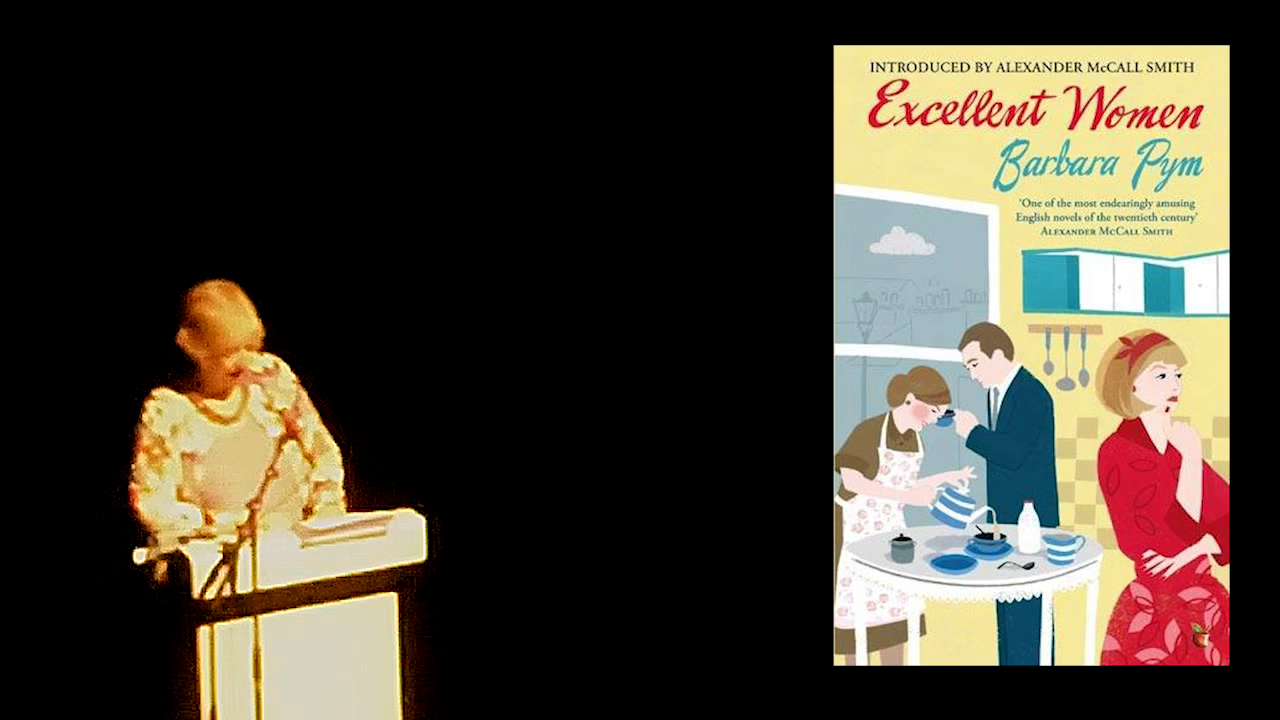 INTRODUCED BY ALEXANDER McCALL SMITH
Excellent Women
Barbara Pym
‘One of the most endearingly amusing
English novels of the twentieth century’
ALEXANDER McCALL SMITH